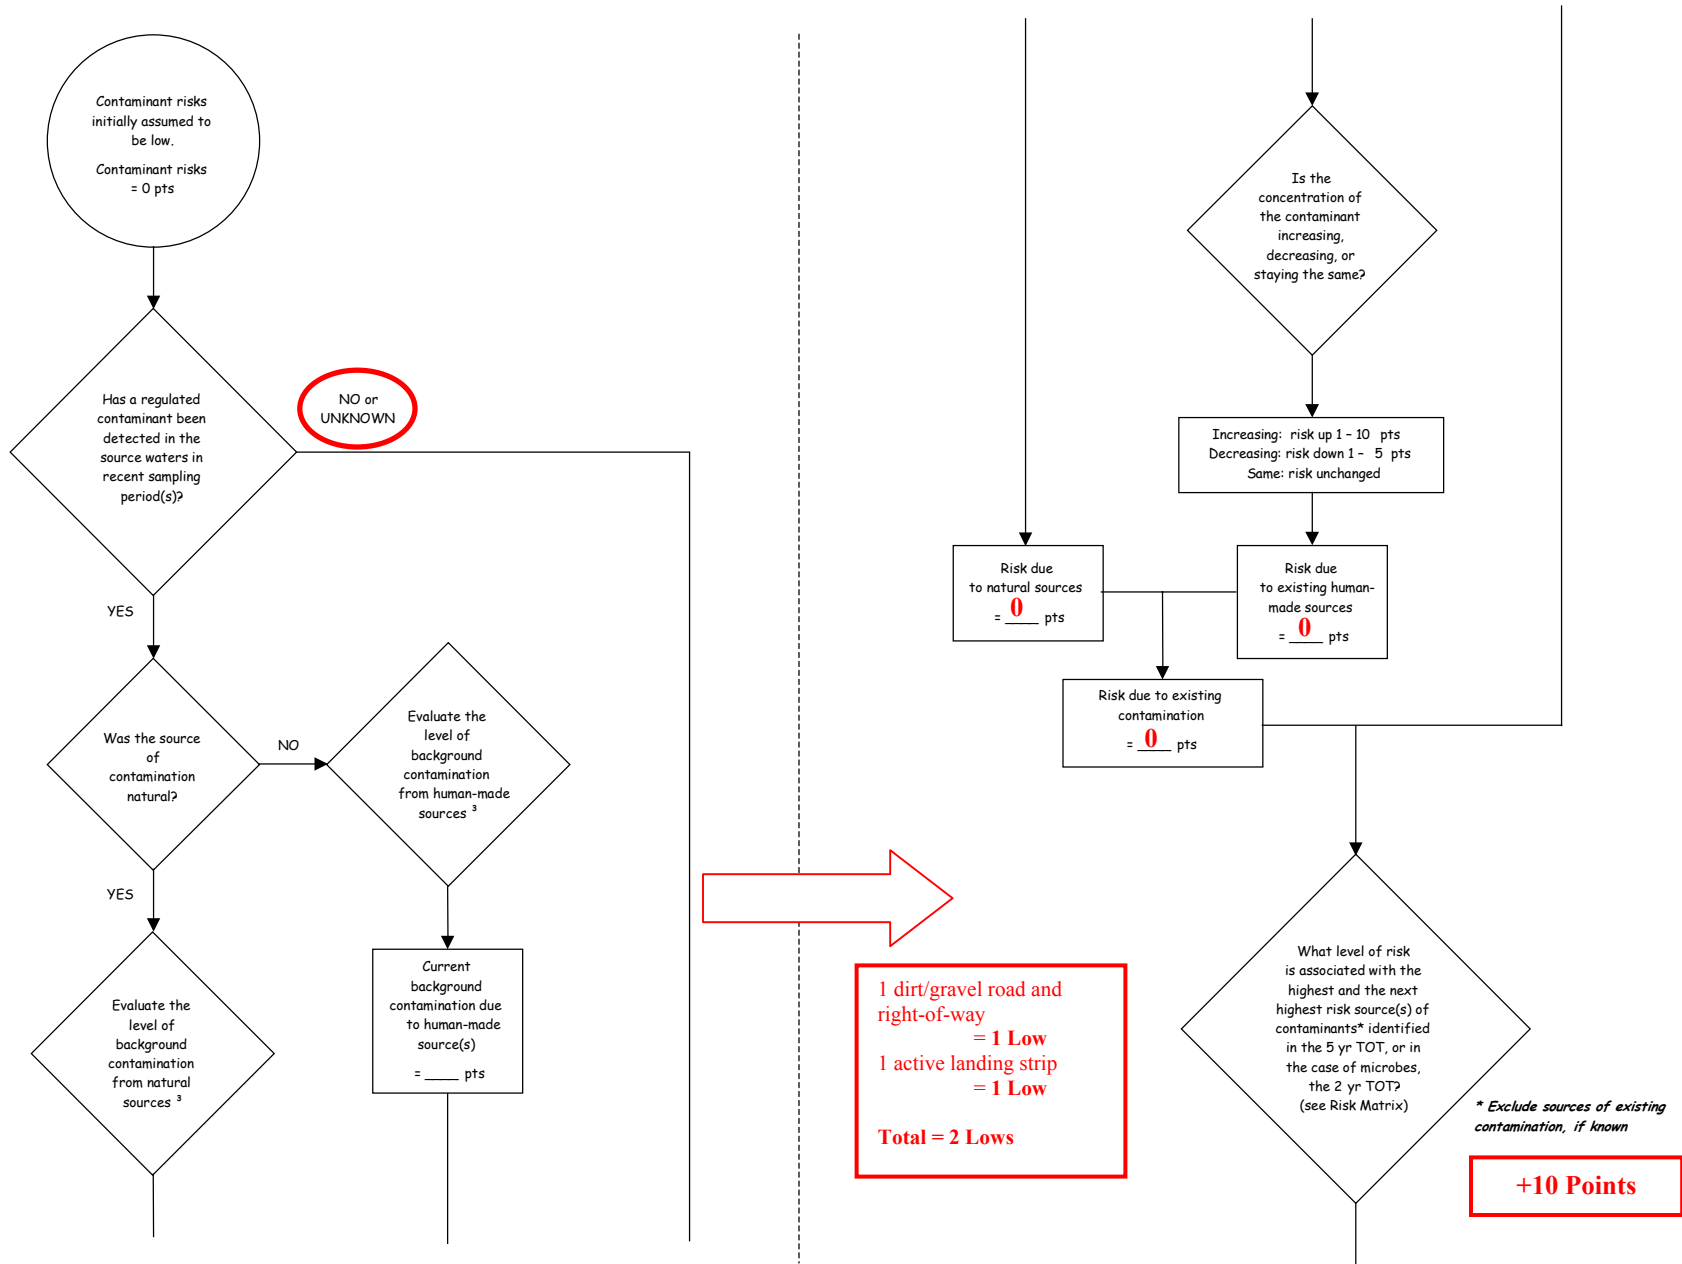 Contaminant risks
initially assumed to
be low.
Contaminant risks
= 0 pts
Has a regulated
contaminant been
detected in the
source waters in
recent sampling
period(s)?
NO or
UNKNOWN
YES
Was the source
of
contamination
natural?
NO
Evaluate the
level of
background
contamination
from human-made
sources ³
YES
Evaluate the
level of
background
contamination
from natural
sources ³
Current
background
contamination due
to human-made
source(s)
= ____ pts
Is the
concentration of
the contaminant
increasing,
decreasing, or
staying the same?
Increasing: risk up 1 – 10 pts
Decreasing: risk down 1 – 5 pts
Same: risk unchanged
Risk due
to natural sources
= 0 pts
Risk due
to existing human-
made sources
= 0 pts
Risk due to existing
contamination
= 0 pts
1 dirt/gravel road and
right-of-way
= 1 Low
1 active landing strip
= 1 Low
Total = 2 Lows
What level of risk
is associated with the
highest and the next
highest risk source(s) of
contaminants* identified
in the 5 yr TOT, or in
the case of microbes,
the 2 yr TOT?
(see Risk Matrix)
* Exclude sources of existing
contamination, if known
+10 Points